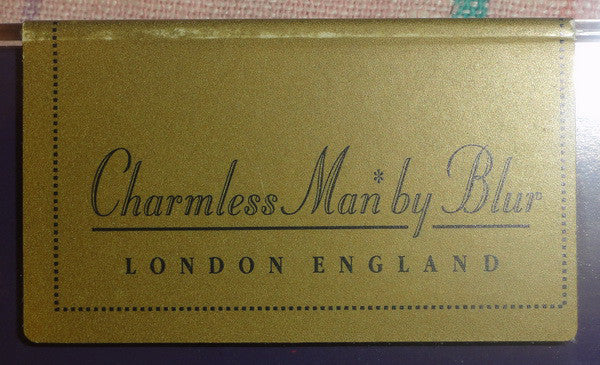 Charmless Man* by Blur
LONDON ENGLAND